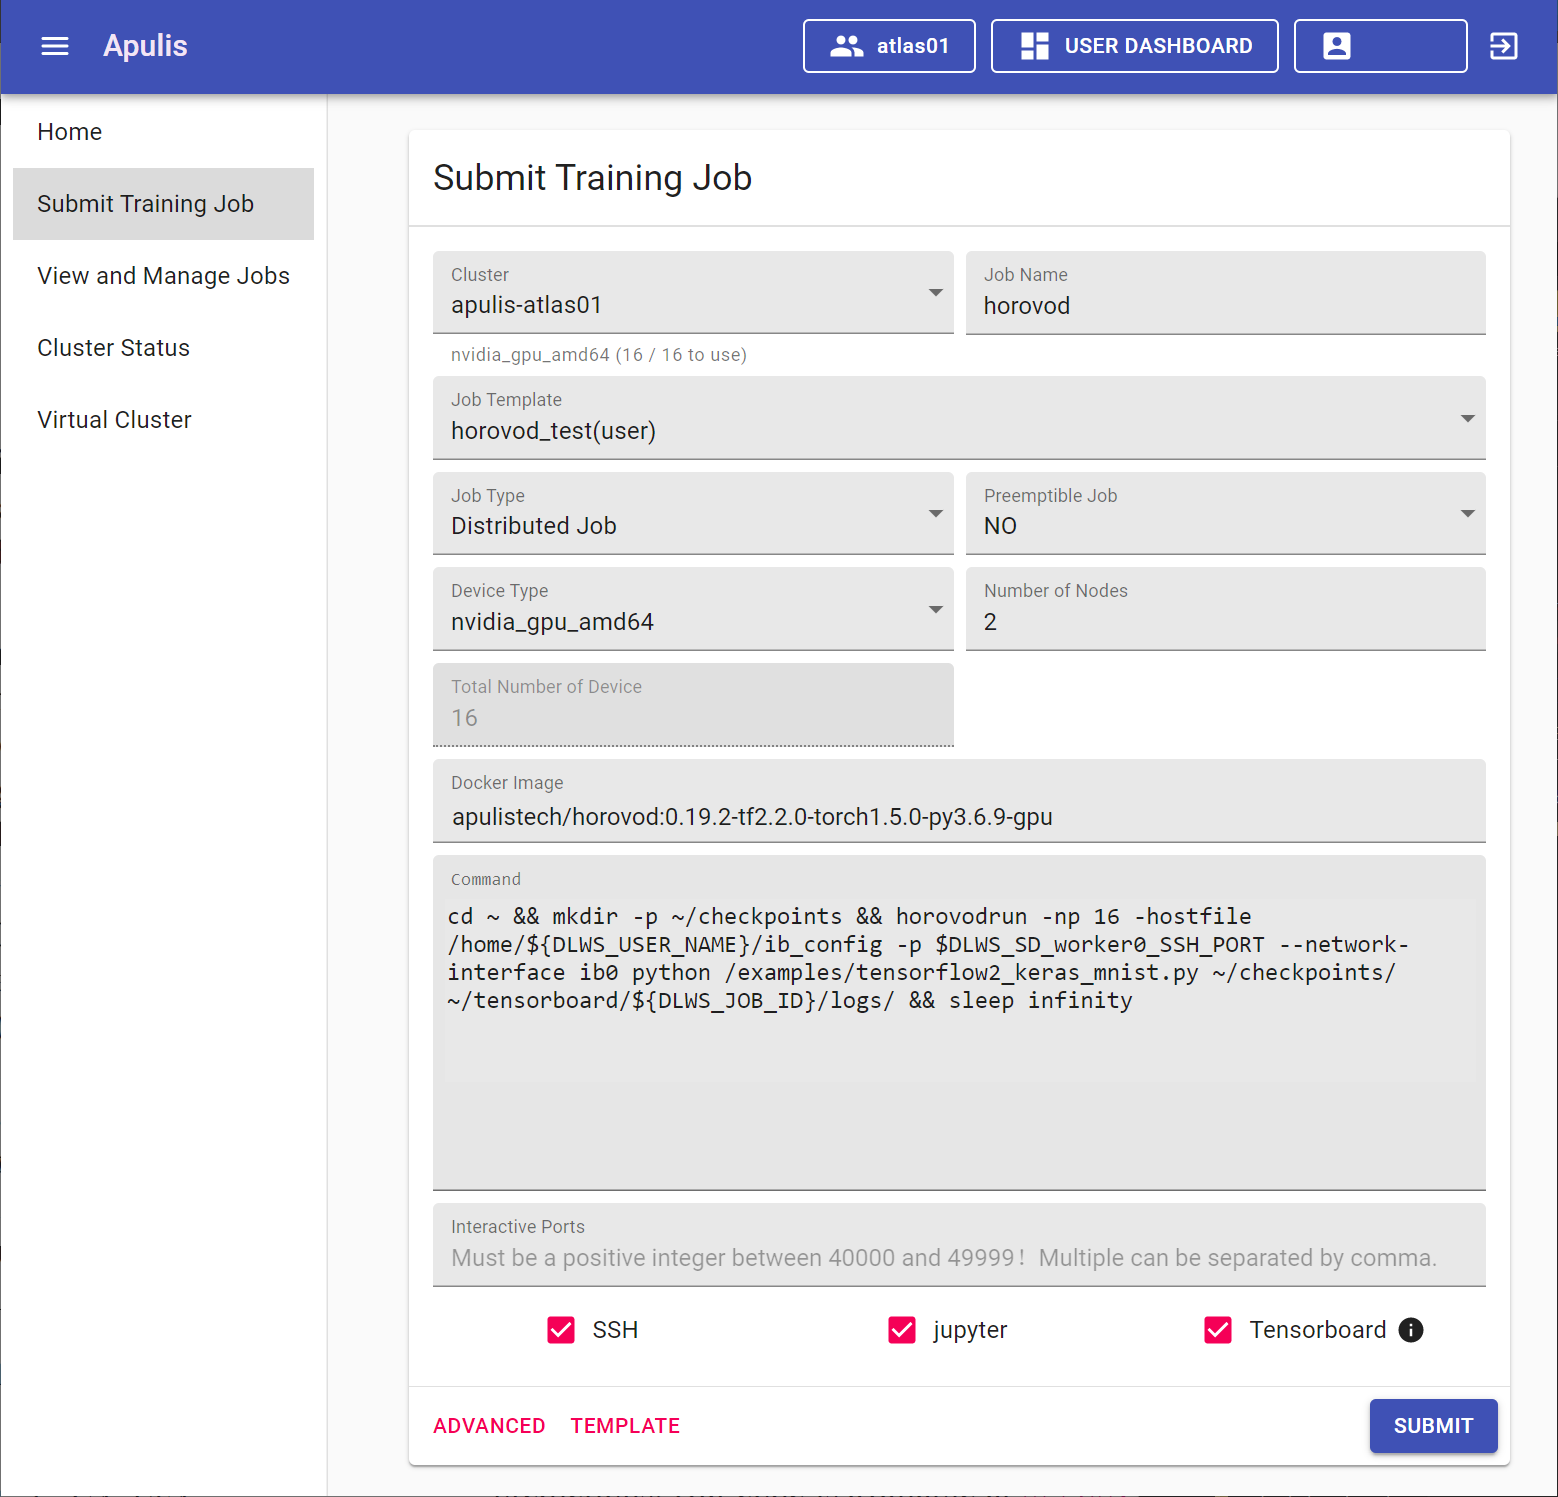 Apulis
atlas01
USER DASHBOARD
Home
Submit Training Job
View and Manage Jobs
Cluster Status
Virtual Cluster
Submit Training Job
Cluster
apulis-atlas01
nvidia_gpu_amd64 (16 / 16 to use)
Job Name
horovod
Job Template
horovod_test(user)
Job Type
Distributed Job
Preemptible Job
NO
Device Type
nvidia_gpu_amd64
Number of Nodes
2
Total Number of Device
16
Docker Image
apulistech/horovod:0.19.2-tf2.2.0-torch1.5.0-py3.6.9-gpu
Command
cd ~ && mkdir -p ~/checkpoints && horovodrun -np 16 -hostfile
/home/${DLWS_USER_NAME}/ib_config -p $DLWS_SD_worker0_SSH_PORT --network-
interface ib0 python /examples/tensorflow2_keras_mnist.py ~/checkpoints/
~/tensorboard/${DLWS_JOB_ID}/logs/ && sleep infinity
Interactive Ports
Must be a positive integer between 40000 and 49999！Multiple can be separated by comma.
SSH
jupyter
Tensorboard
ADVANCED
TEMPLATE
SUBMIT